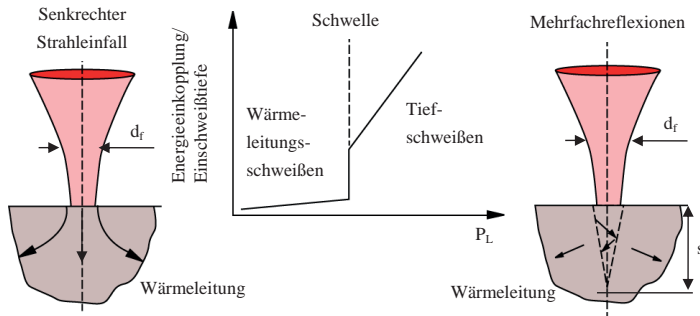 Senkrechter
Strahleinfall
d_f
Wärmeleitung
Energieeinkopplung/
Einschweißtiefe
Schwelle
Wärme-
leitungs-
schweißen
Tief-
schweißen
P_L
Mehrfachreflexionen
d_f
s
Wärmeleitung